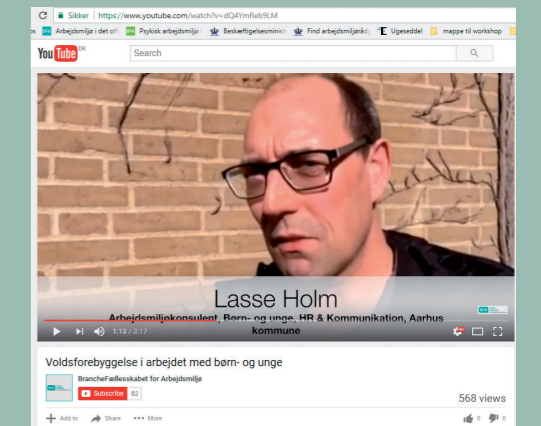 Sikker | https://www.youtube.com/watch?v=dQ4YmReb9LM
Arbejdsmiljø i det off Psykisk arbejdsmiljø Beskæftigelsesminist Find arbejdsmiljørådg Ugeseddel mappe til workshop
You Tube DK Search
Lasse Holm
Arbejdsmiljøkonsulent, Børn- og unge, HR & Kommunikation, Aarhus
kommune
1:13 / 3:17
Voldsforebyggelse i arbejdet med børn- og unge
BrancheFællesskabet for Arbejdsmiljø
Subscribe 82
568 views
Add to Share More 0 0